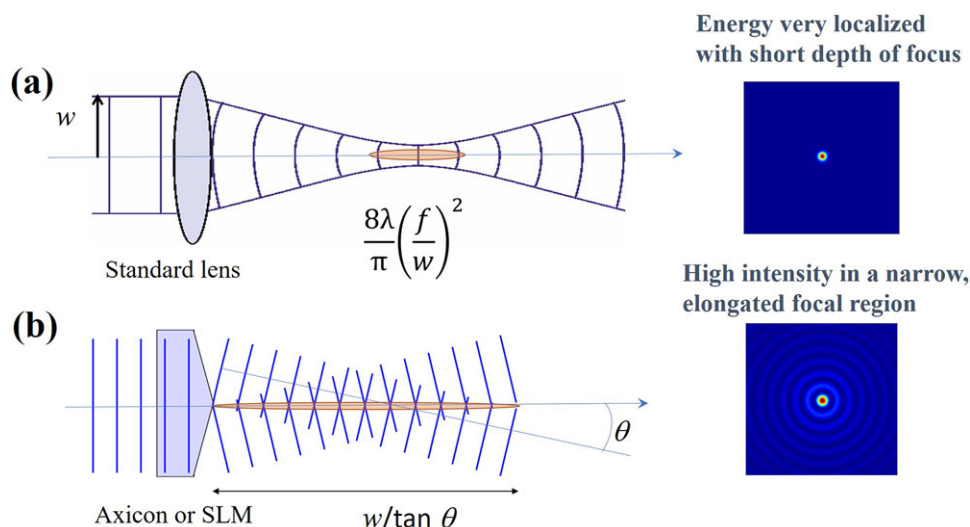 Energy very localized
with short depth of focus
(a)
w
8λ/π (f/w)²
Standard lens
High intensity in a narrow,
elongated focal region
(b)
θ
Axicon or SLM
w/tan θ